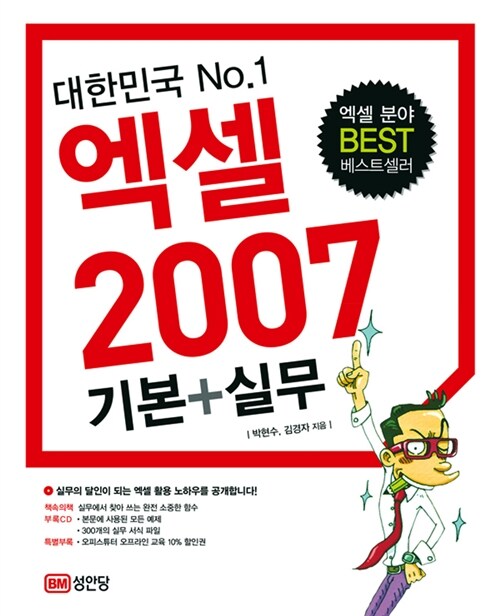 대한민국 No.1
엑셀
2007
기본+실무
엑셀 분야
BEST
베스트셀러
| 박현수, 김경자 지음 |
실무의 달인이 되는 엑셀 활용 노하우를 공개합니다!
책속의책 실무에서 찾아 쓰는 완전 소중한 함수
부록CD • 본문에 사용된 모든 예제
• 300개의 실무 서식 파일
특별부록 • 오피스튜터 오프라인 교육 10% 할인권
BM 성안당